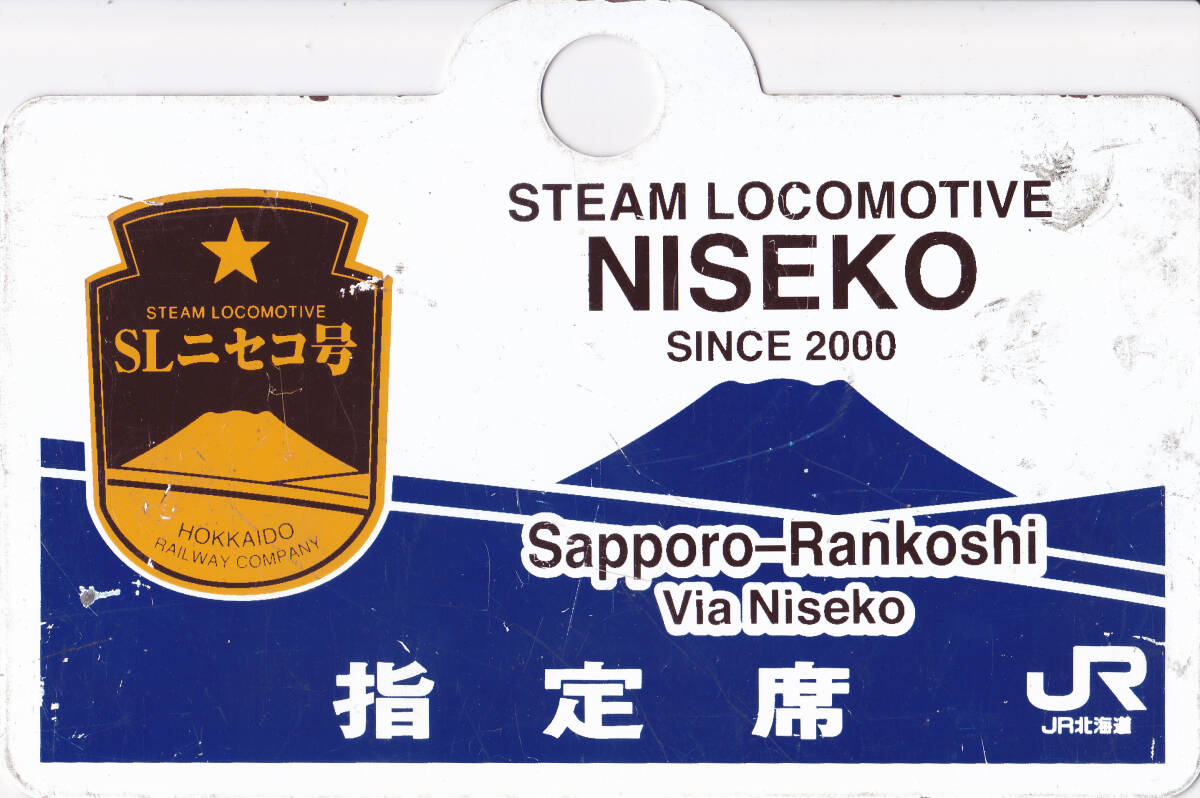 STEAM LOCOMOTIVE
NISEKO
SINCE 2000
STEAM LOCOMOTIVE
SLニセコ号
HOKKAIDO
RAILWAY COMPANY
Sapporo–Rankoshi
Via Niseko
指定席
JR
JR北海道